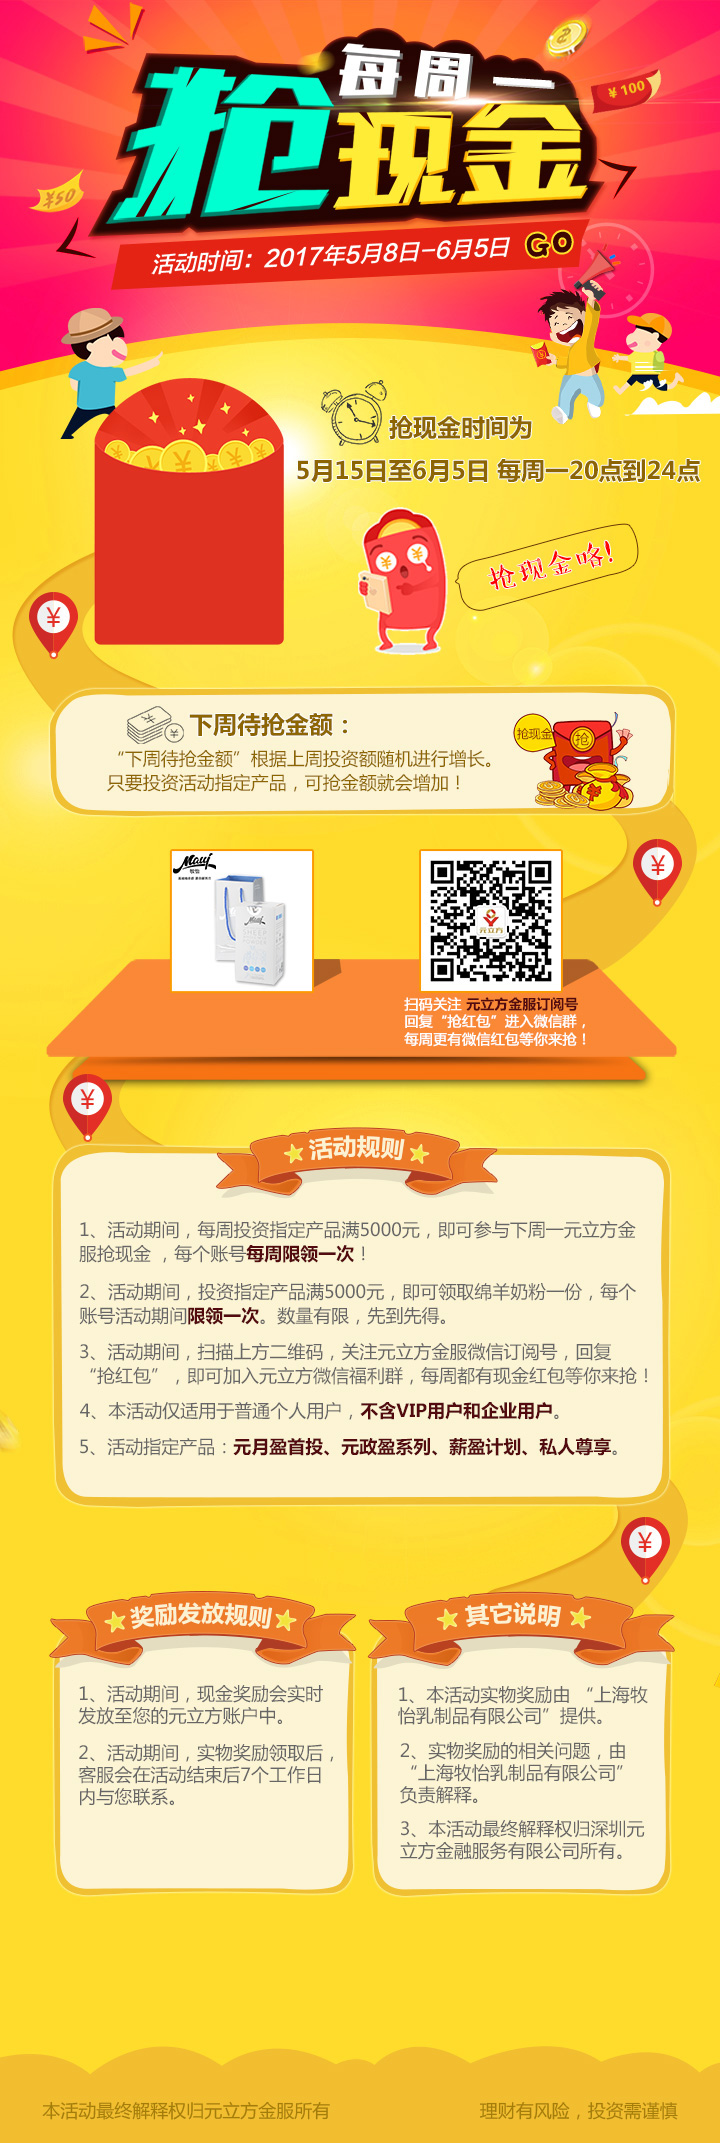 每周一
抢现金
¥100
¥50
活动时间：2017年5月8日-6月5日 GO
抢现金时间为
5月15日至6月5日 每周一20点到24点
抢现金咯!
下周待抢金额：
“下周待抢金额”根据上周投资额随机进行增长。
只要投资活动指定产品，可抢金额就会增加！
抢现金
抢
牧怡
元立方
扫码关注 元立方金服订阅号
回复“抢红包”进入微信群，
每周更有微信红包等你来抢！
活动规则
1、活动期间，每周投资指定产品满5000元，即可参与下周一元立方金
服抢现金 ，每个账号每周限领一次！
2、活动期间，投资指定产品满5000元，即可领取绵羊奶粉一份，每个
账号活动期间限领一次。数量有限，先到先得。
3、活动期间，扫描上方二维码，关注元立方金服微信订阅号，回复
“抢红包”，即可加入元立方微信福利群，每周都有现金红包等你来抢！
4、本活动仅适用于普通个人用户，不含VIP用户和企业用户。
5、活动指定产品：元月盈首投、元政盈系列、薪盈计划、私人尊享。
奖励发放规则
1、活动期间，现金奖励会实时
发放至您的元立方账户中。
2、活动期间，实物奖励领取后，
客服会在活动结束后7个工作日
内与您联系。
其它说明
1、本活动实物奖励由 “上海牧
怡乳制品有限公司”提供。
2、实物奖励的相关问题，由
“上海牧怡乳制品有限公司”
负责解释。
3、本活动最终解释权归深圳元
立方金融服务有限公司所有。
本活动最终解释权归元立方金服所有
理财有风险，投资需谨慎